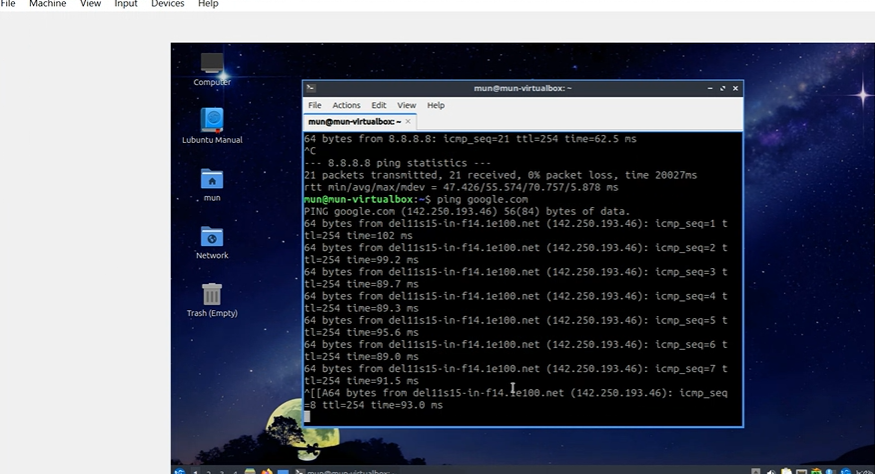 File Machine View Input Devices Help
Computer
Lubuntu Manual
mun
Network
Trash (Empty)
mun@mun-virtualbox: ~
File Actions Edit View Help
mun@mun-virtualbox: ~ ×
64 bytes from 8.8.8.8: icmp_seq=21 ttl=254 time=62.5 ms
^C
--- 8.8.8.8 ping statistics ---
21 packets transmitted, 21 received, 0% packet loss, time 20027ms
rtt min/avg/max/mdev = 47.426/55.574/70.757/5.878 ms
mun@mun-virtualbox:~$ ping google.com
PING google.com (142.250.193.46) 56(84) bytes of data.
64 bytes from del11s15-in-f14.1e100.net (142.250.193.46): icmp_seq=1 t
tl=254 time=102 ms
64 bytes from del11s15-in-f14.1e100.net (142.250.193.46): icmp_seq=2 t
tl=254 time=99.2 ms
64 bytes from del11s15-in-f14.1e100.net (142.250.193.46): icmp_seq=3 t
tl=254 time=89.7 ms
64 bytes from del11s15-in-f14.1e100.net (142.250.193.46): icmp_seq=4 t
tl=254 time=89.3 ms
64 bytes from del11s15-in-f14.1e100.net (142.250.193.46): icmp_seq=5 t
tl=254 time=95.6 ms
64 bytes from del11s15-in-f14.1e100.net (142.250.193.46): icmp_seq=6 t
tl=254 time=89.0 ms
64 bytes from del11s15-in-f14.1e100.net (142.250.193.46): icmp_seq=7 t
tl=254 time=91.5 ms
^[[A64 bytes from del11s15-in-f14.1e100.net (142.250.193.46): icmp_seq
=8 ttl=254 time=93.0 ms
mun@mun-virtualbox: ~